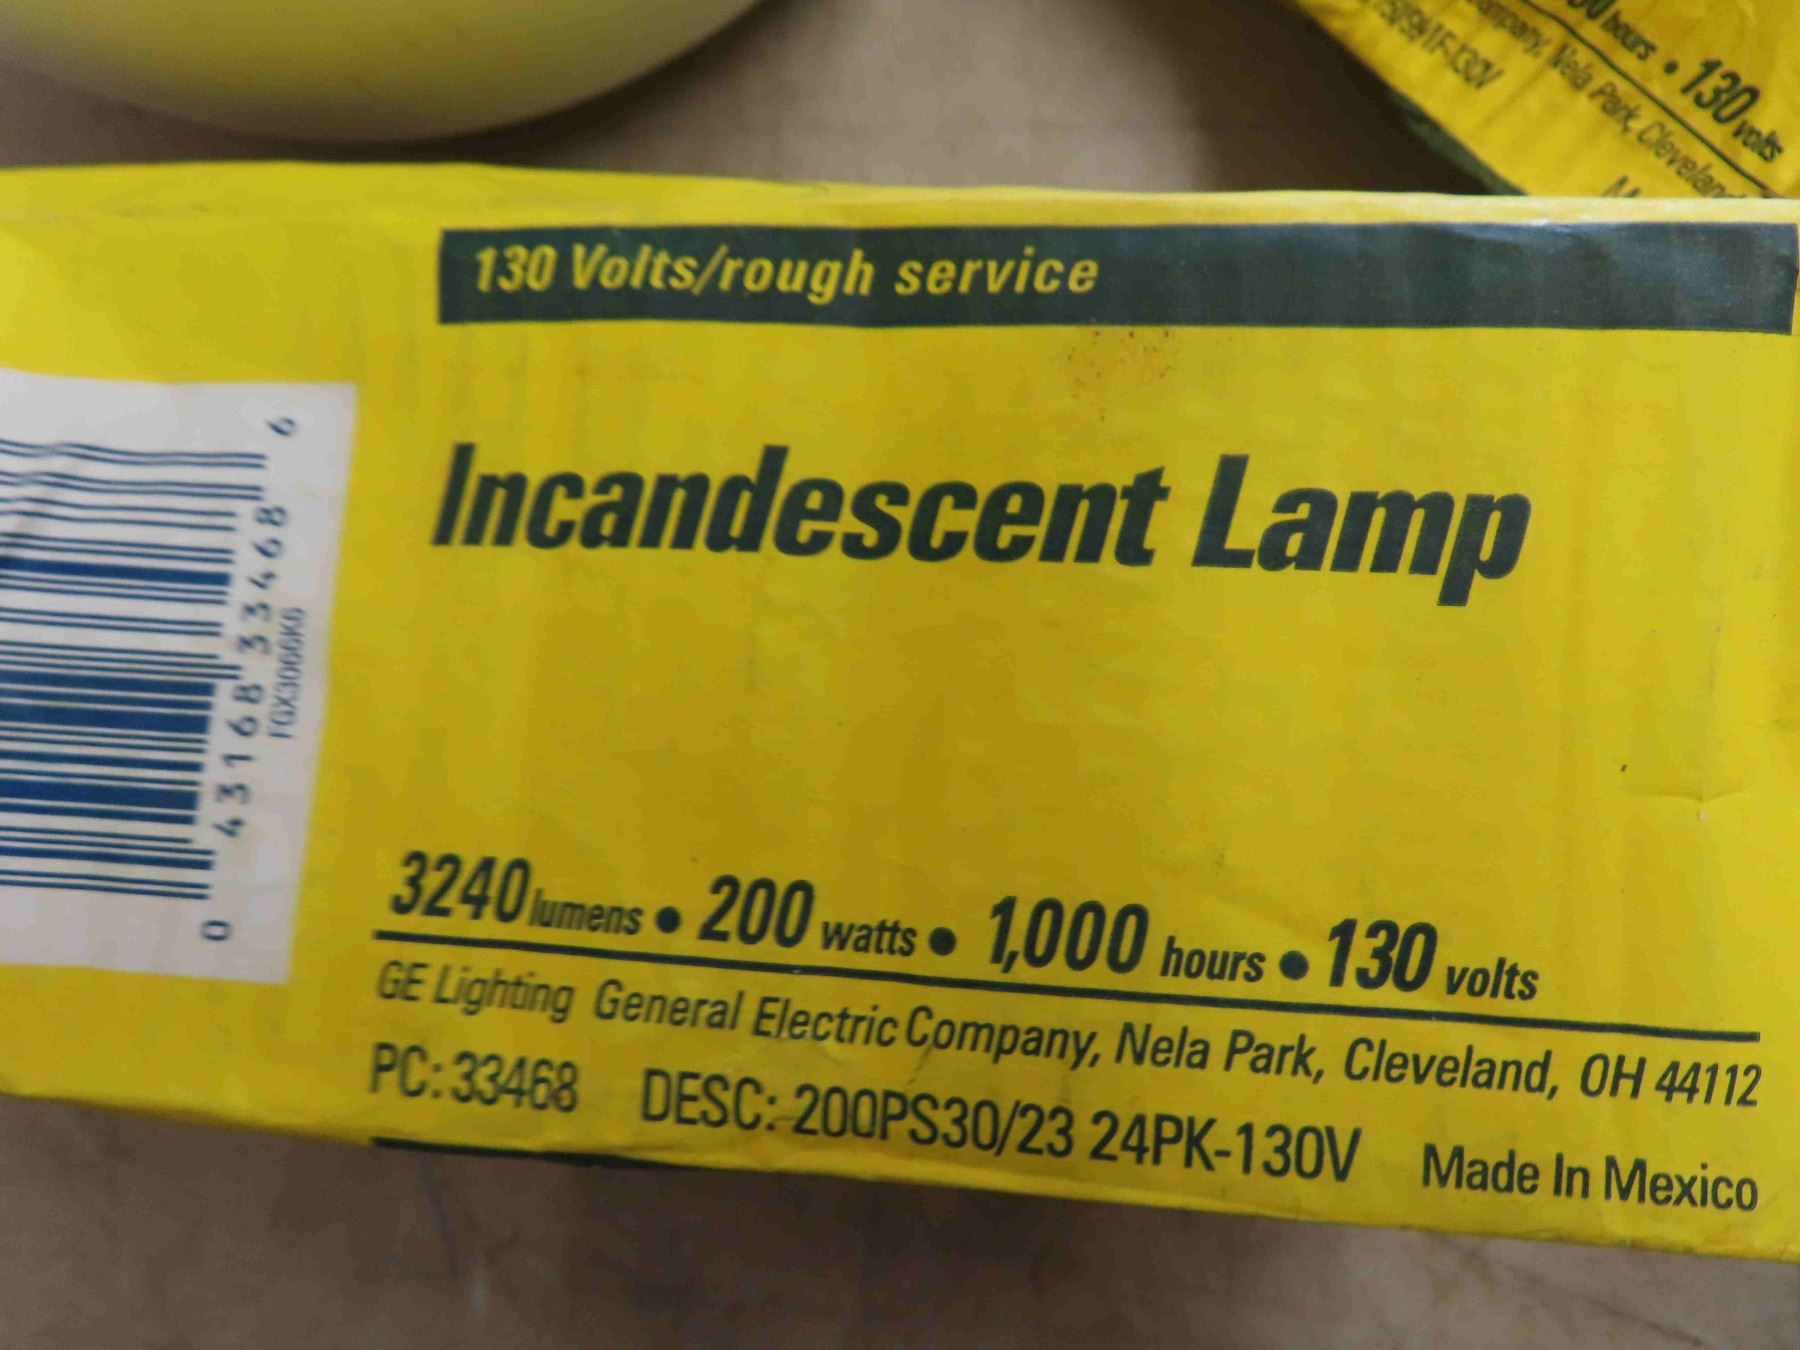 hours • 130 volts
Company, Nela Park, Cleveland
130 Volts/rough service
Incandescent Lamp
3240 lumens • 200 watts • 1,000 hours • 130 volts
GE Lighting General Electric Company, Nela Park, Cleveland, OH 44112
PC: 33468 DESC: 200PS30/23 24PK-130V Made In Mexico
0 43168 33468 6